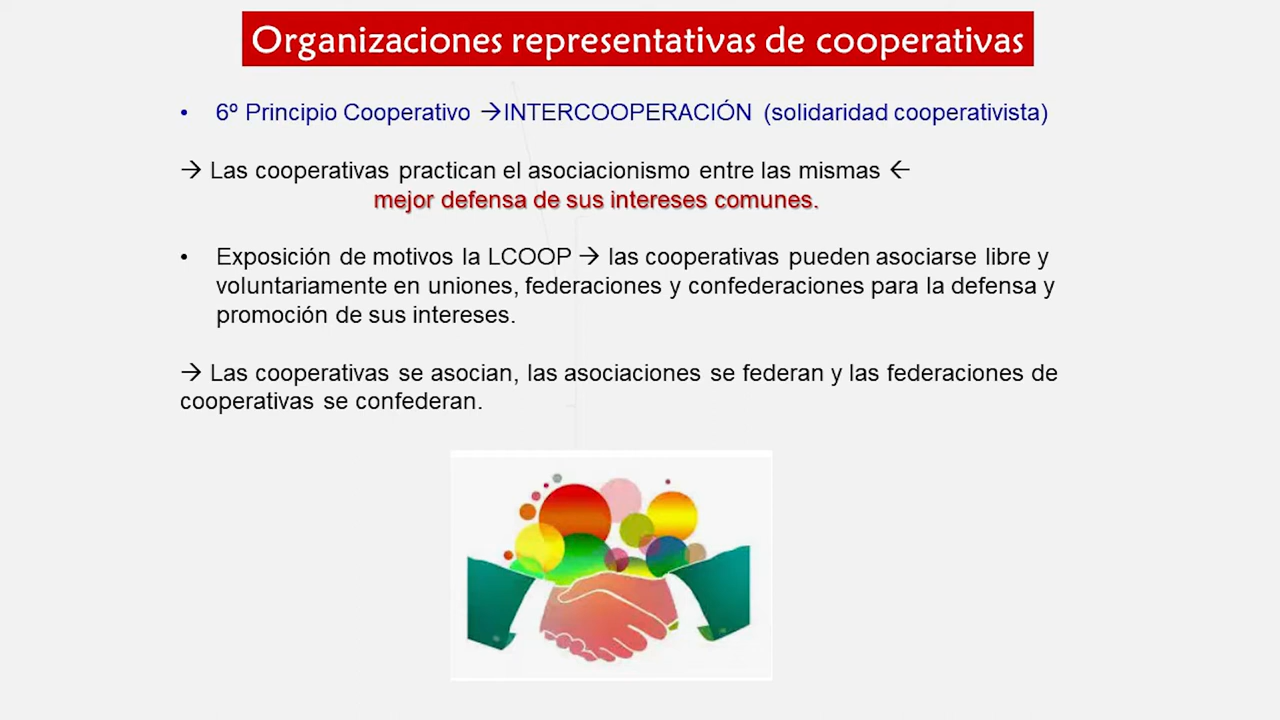 Organizaciones representativas de cooperativas
• 6º Principio Cooperativo →INTERCOOPERACIÓN (solidaridad cooperativista)
→ Las cooperativas practican el asociacionismo entre las mismas ←
mejor defensa de sus intereses comunes.
• Exposición de motivos la LCOOP → las cooperativas pueden asociarse libre y
voluntariamente en uniones, federaciones y confederaciones para la defensa y
promoción de sus intereses.
→ Las cooperativas se asocian, las asociaciones se federan y las federaciones de
cooperativas se confederan.